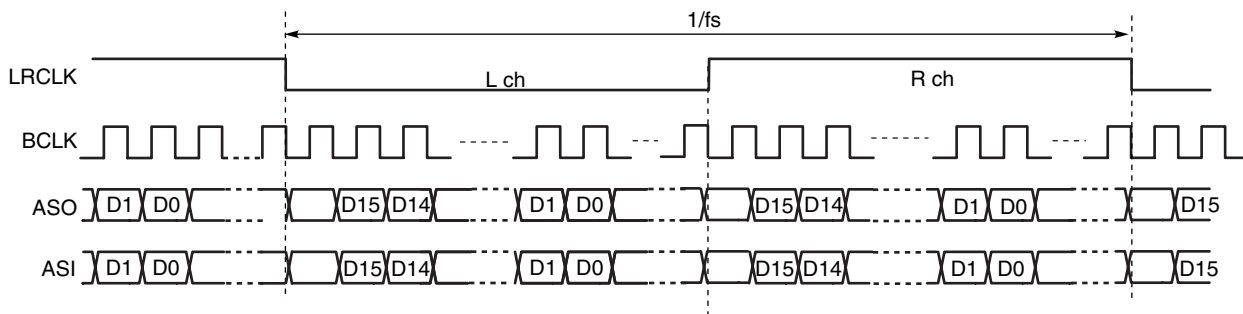 1/fs
LRCLK L ch R ch
BCLK
ASO D1 D0 D15 D14 D1 D0 D15 D14 D1 D0 D15
ASI D1 D0 D15 D14 D1 D0 D15 D14 D1 D0 D15